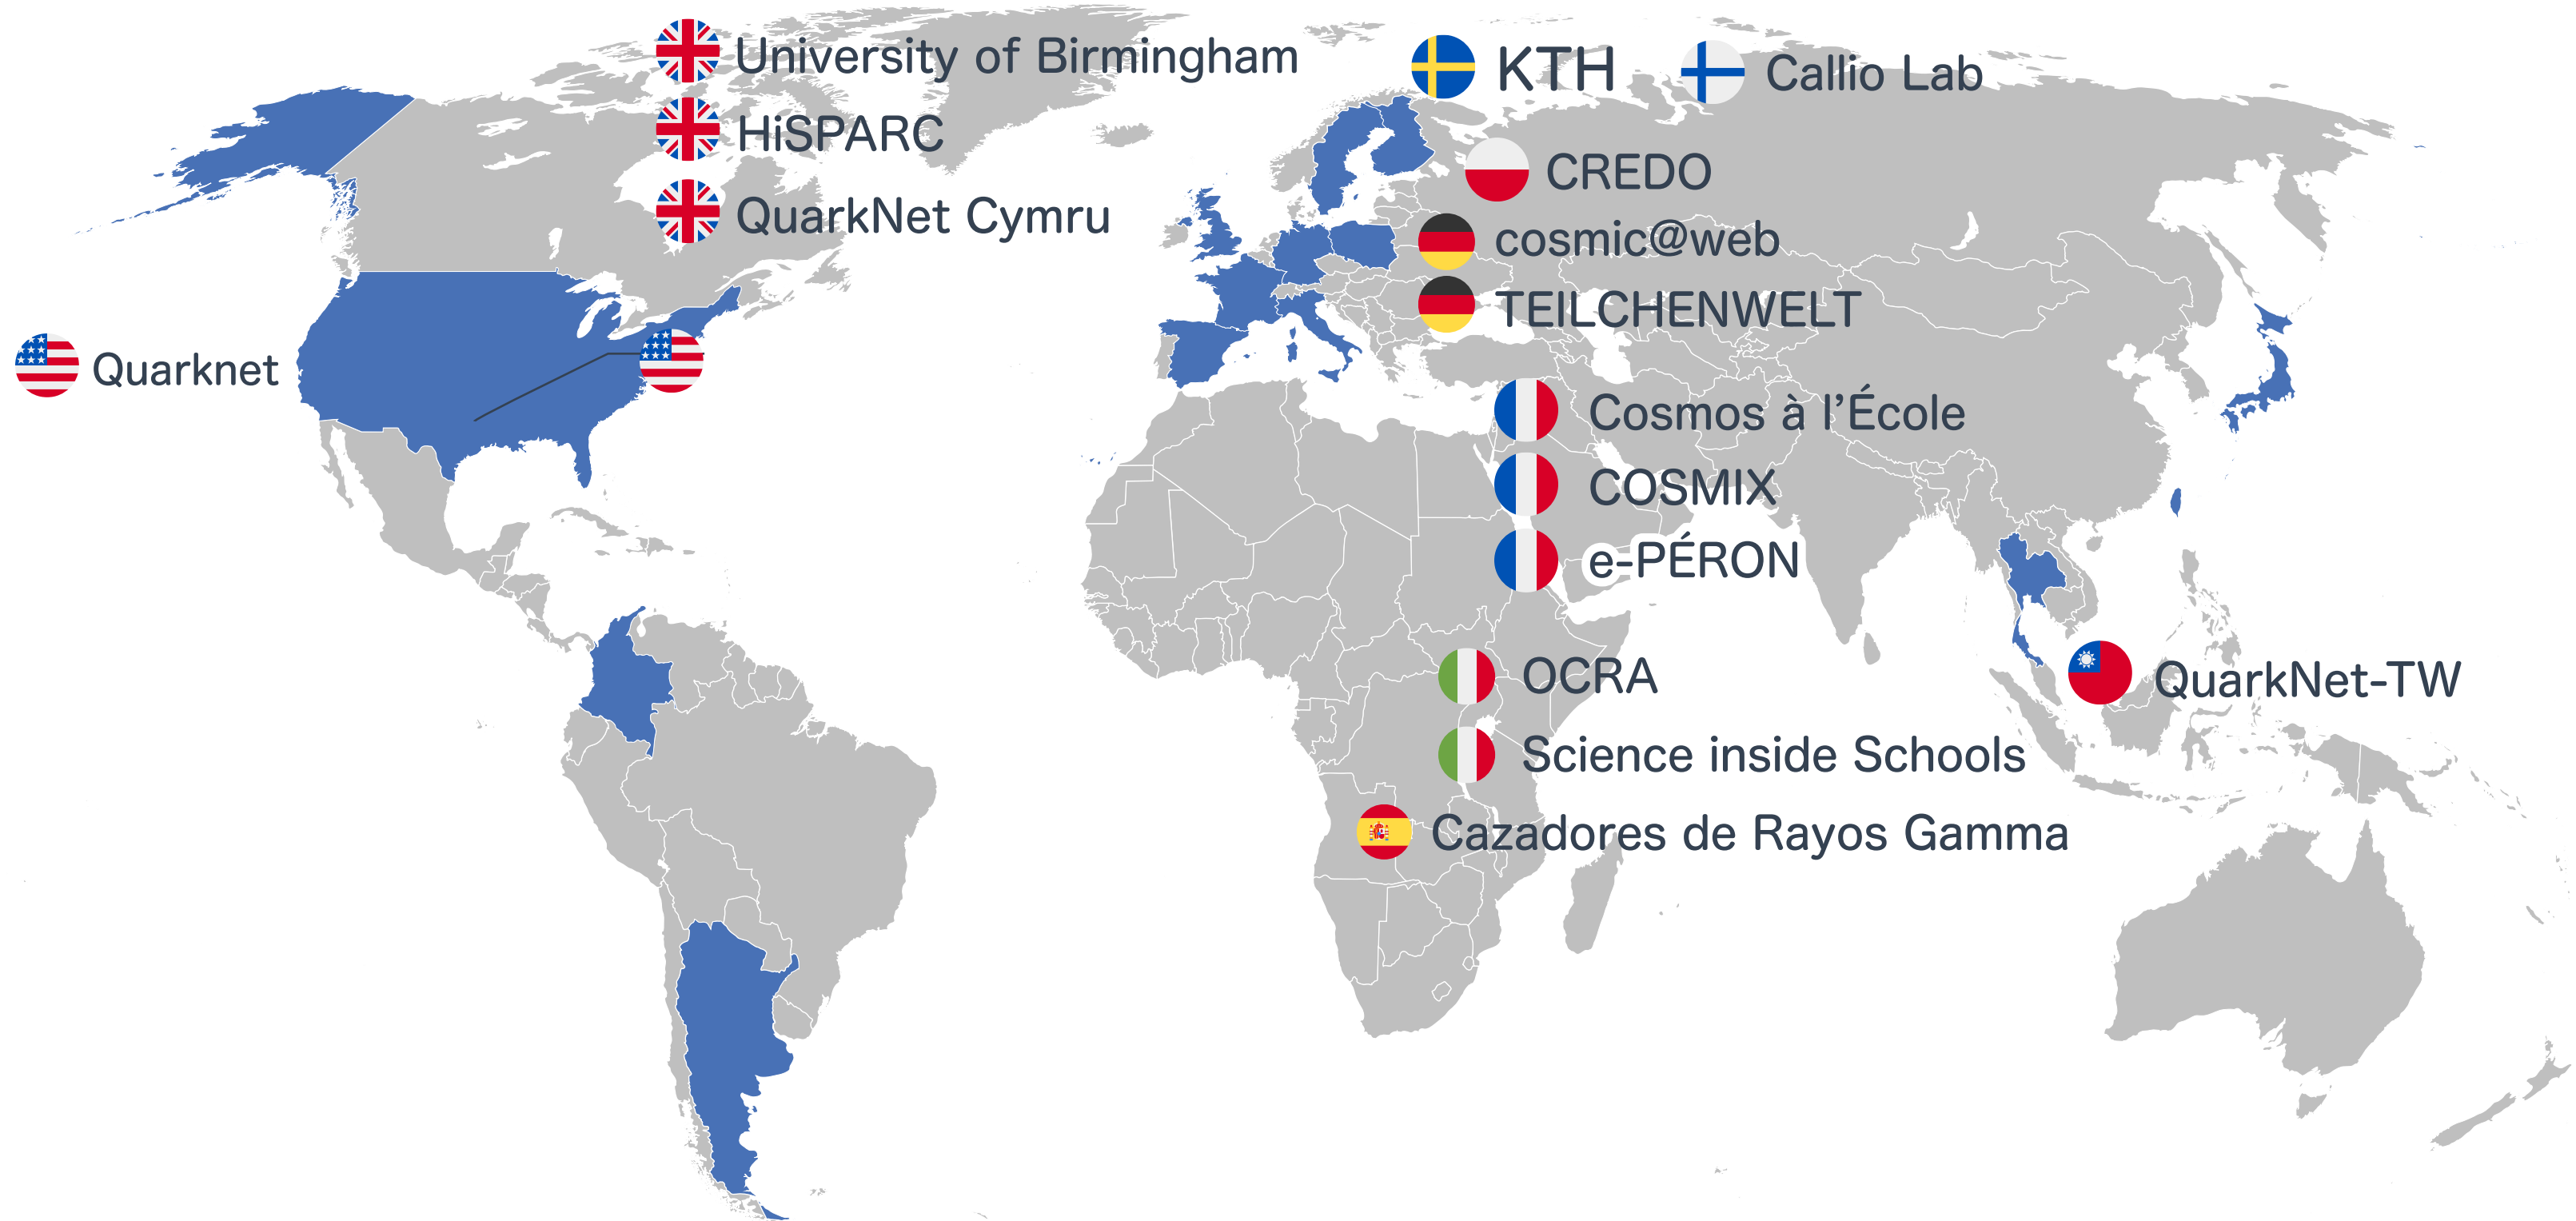 University of Birmingham
HiSPARC
QuarkNet Cymru
Quarknet
KTH
Callio Lab
CREDO
cosmic@web
TEILCHENWELT
Cosmos à l’École
COSMIX
e-PÉRON
OCRA
Science inside Schools
Cazadores de Rayos Gamma
QuarkNet-TW